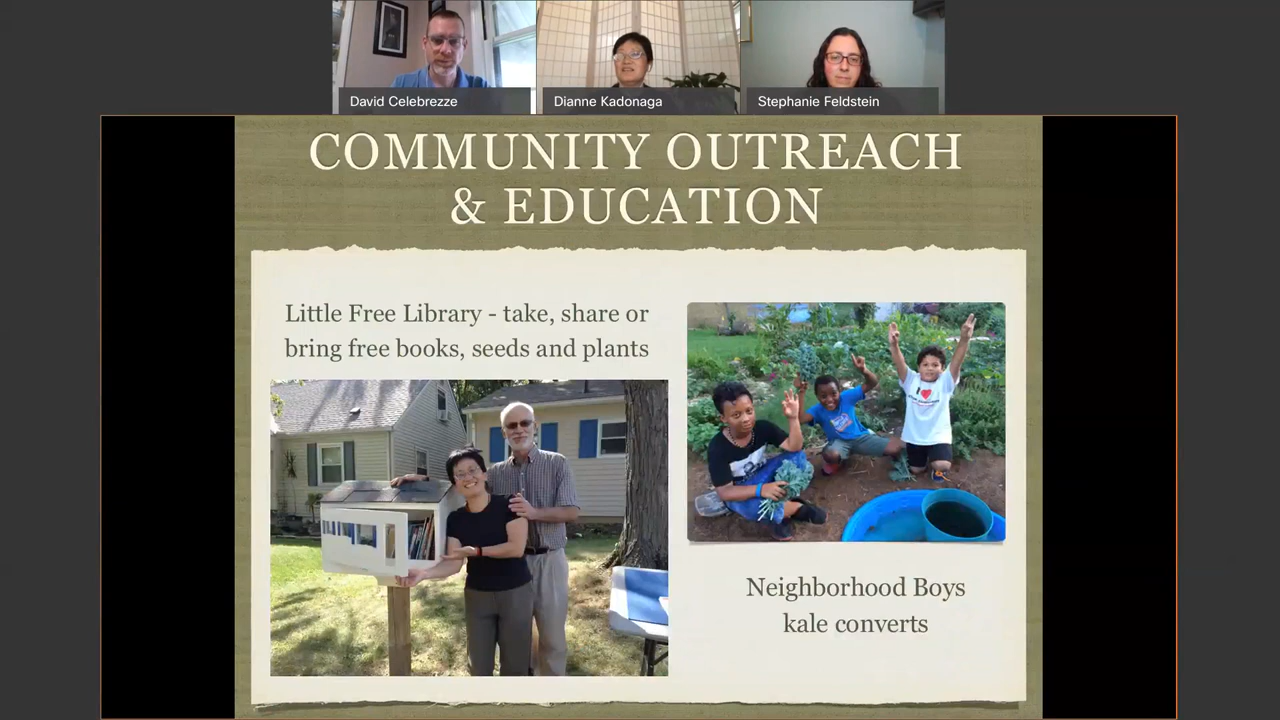 David Celebrezze
Dianne Kadonaga
Stephanie Feldstein
COMMUNITY OUTREACH
& EDUCATION
Little Free Library - take, share or
bring free books, seeds and plants
I
Neighborhood Boys
kale converts